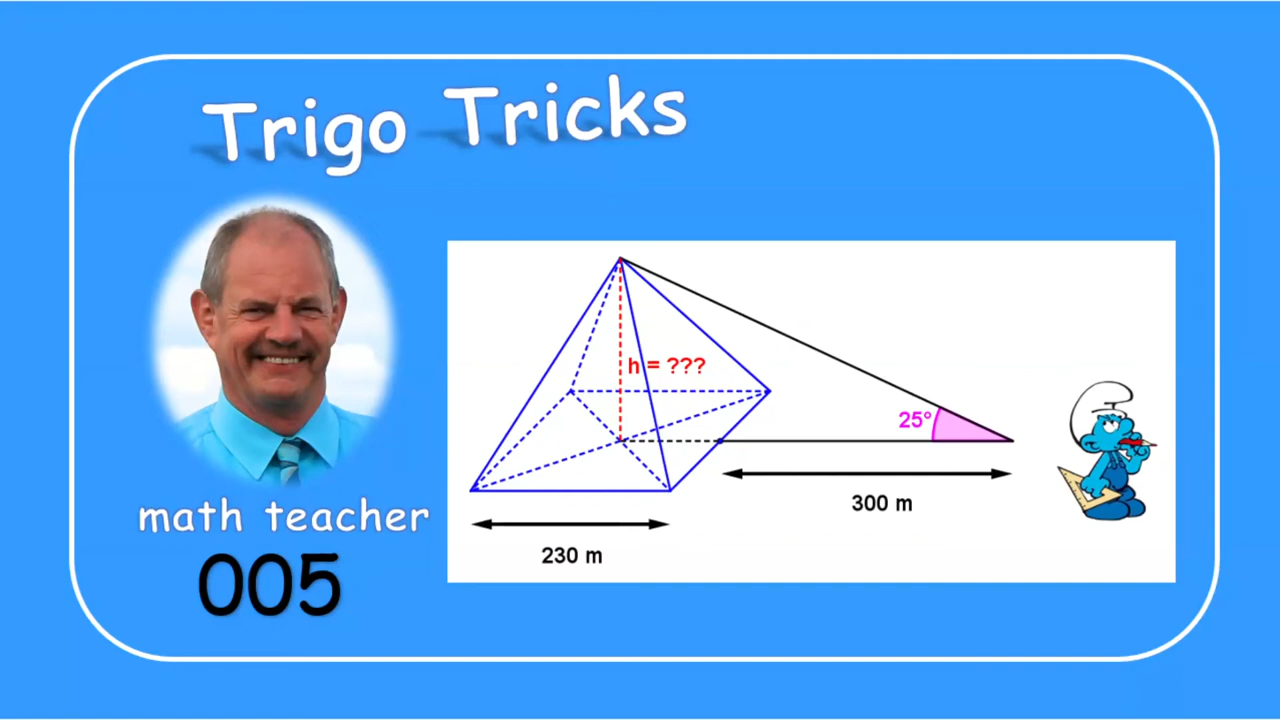 Trigo Tricks
h = ???
25°
300 m
230 m
math teacher
005